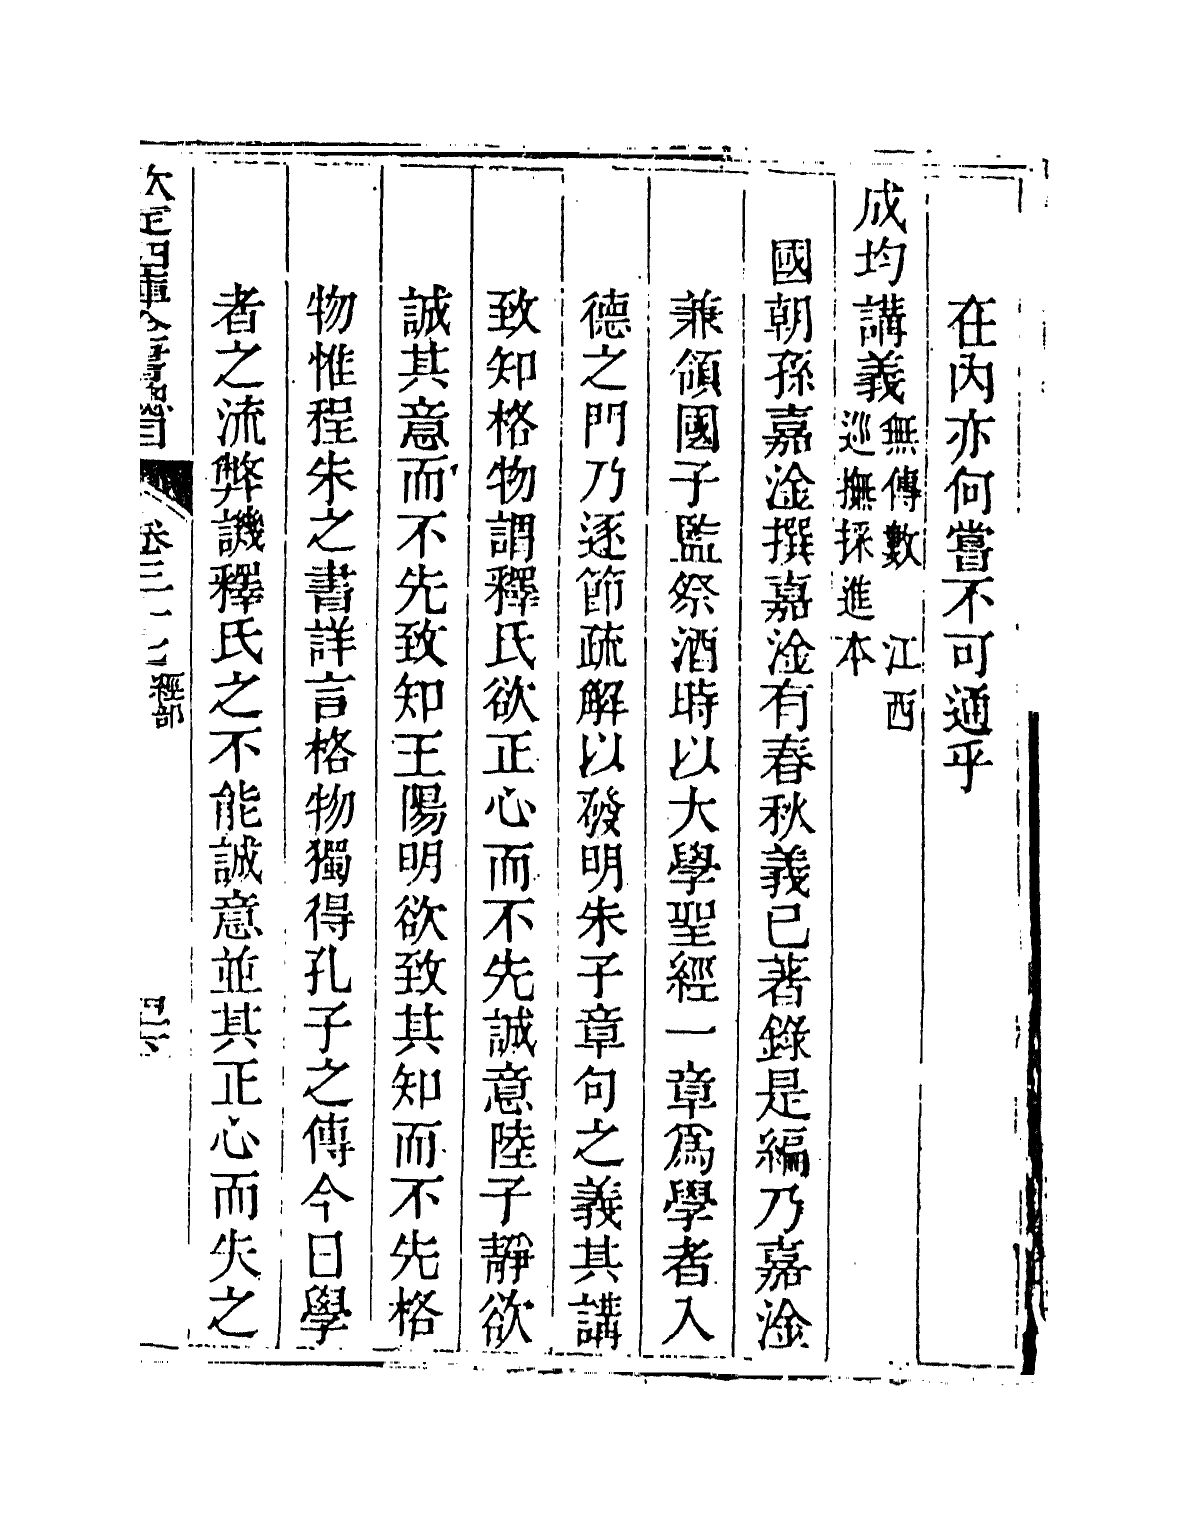 在內亦何嘗不可通乎
成均講義無傳數　江西
巡撫採進本
國朝孫嘉淦撰嘉淦有春秋義已著錄是編乃嘉淦
兼領國子監祭酒時以大學聖經一章爲學者入
德之門乃逐節疏解以發明朱子章句之義其講
致知格物謂釋氏欲正心而不先誠意陸子靜欲
誠其意而不先致知王陽明欲致其知而不先格
物惟程朱之書詳言格物獨得孔子之傳今日學
者之流弊譏釋氏之不能誠意並其正心而失之
欽定四庫全書總目　卷三十七 經部　四六